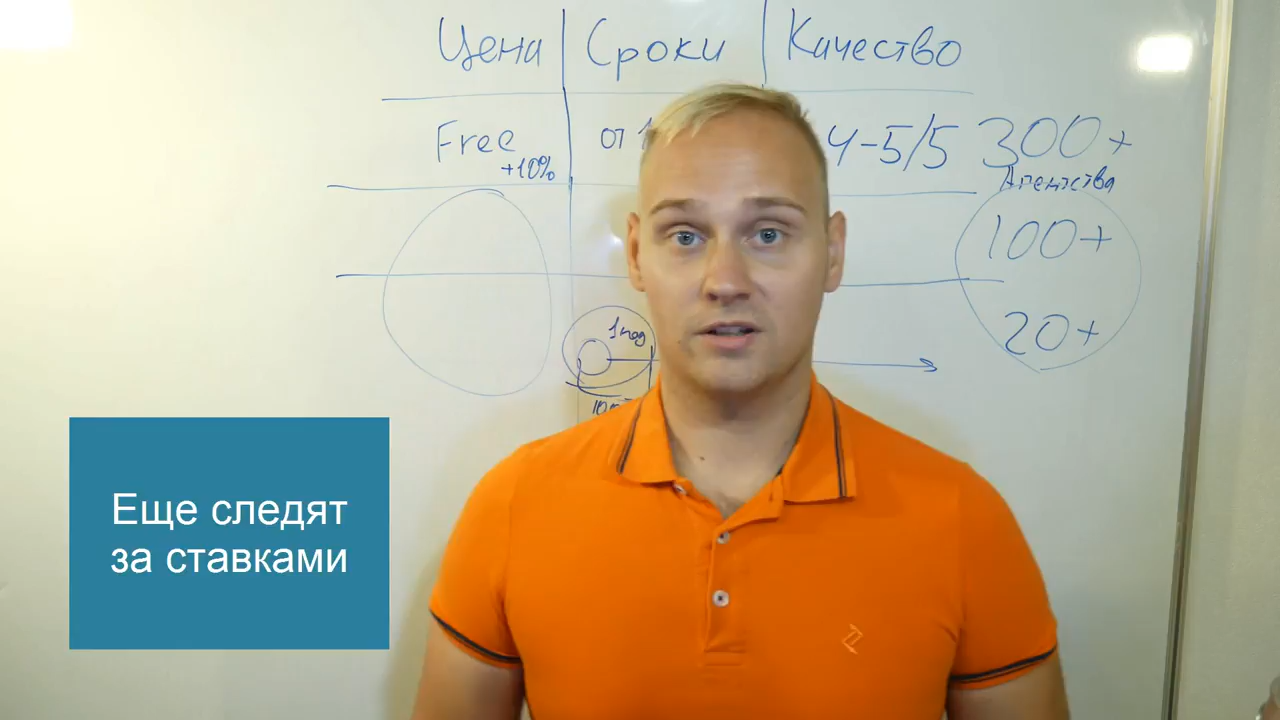 Цена Сроки Качество
Free от 1 4-5/5 300+
+10% Агентства
100+
20+
1 год
Еще следят
за ставками